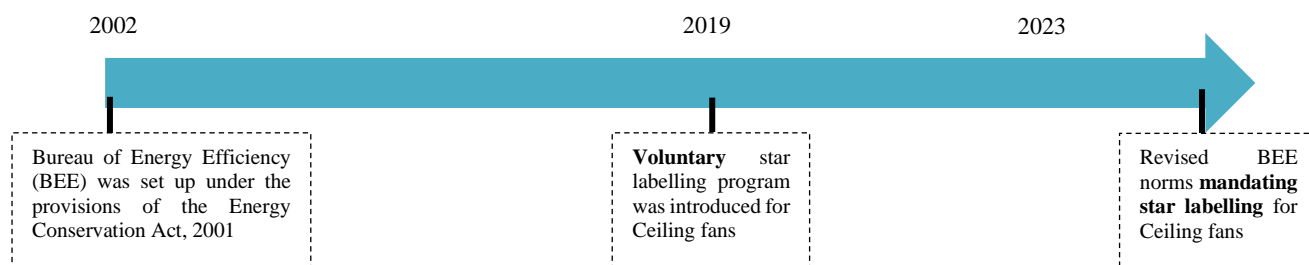 2002 2019 2023
Bureau of Energy Efficiency
(BEE) was set up under the
provisions of the Energy
Conservation Act, 2001
Voluntary star
labelling program
was introduced for
Ceiling fans
Revised BEE
norms mandating
star labelling for
Ceiling fans